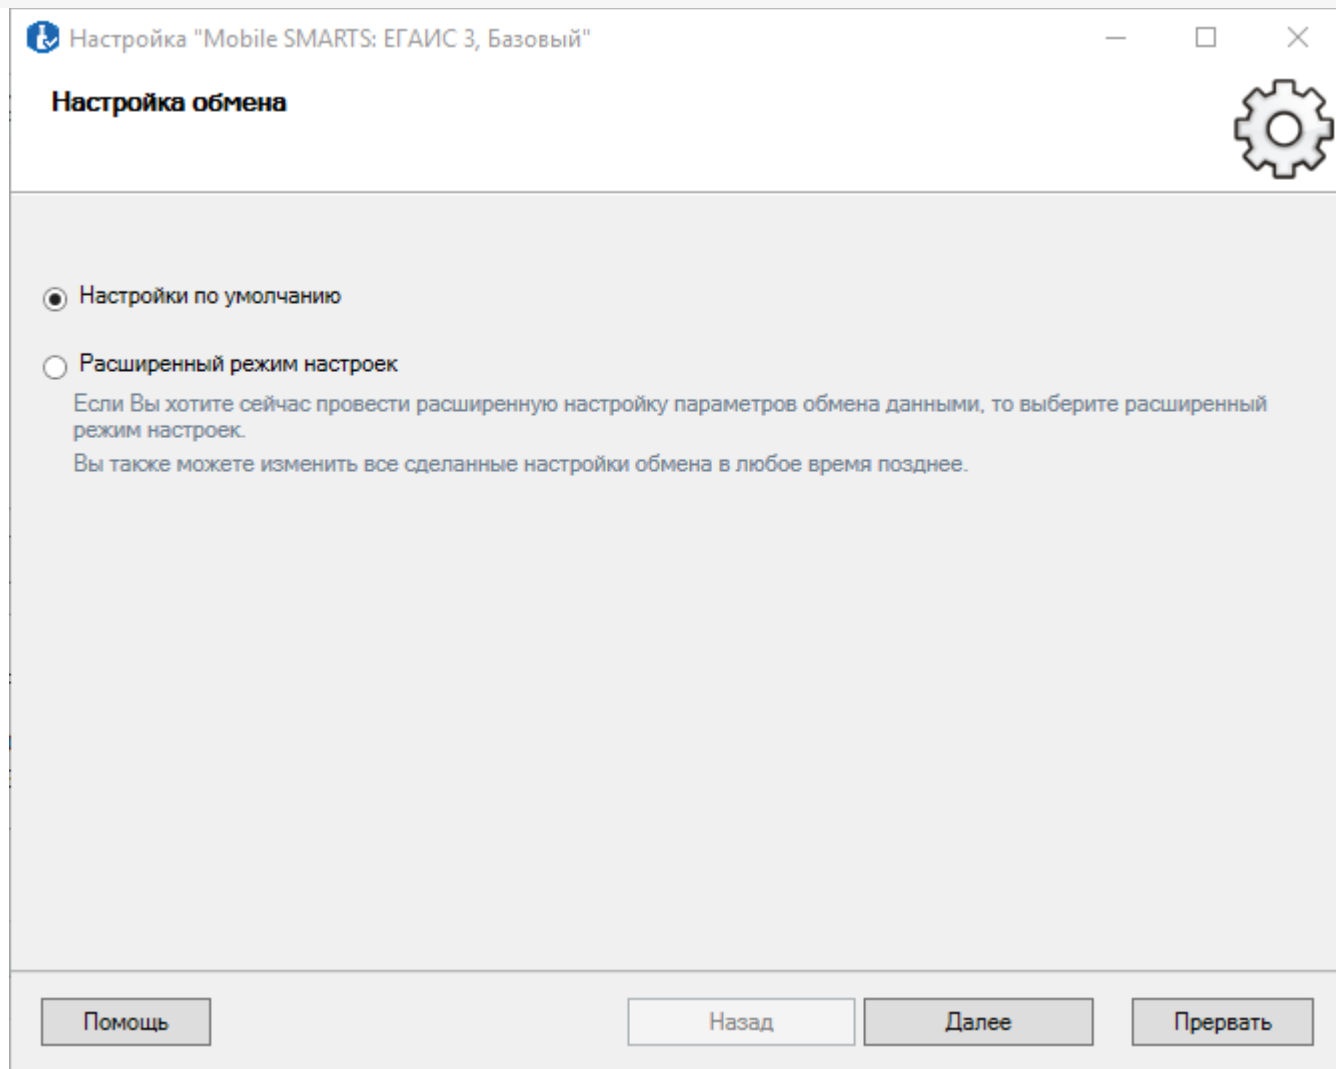 Настройка "Mobile SMARTS: ЕГАИС 3, Базовый"
Настройка обмена
Настройки по умолчанию
Расширенный режим настроек
Если Вы хотите сейчас провести расширенную настройку параметров обмена данными, то выберите расширенный
режим настроек.
Вы также можете изменить все сделанные настройки обмена в любое время позднее.
Помощь
Назад
Далее
Прервать